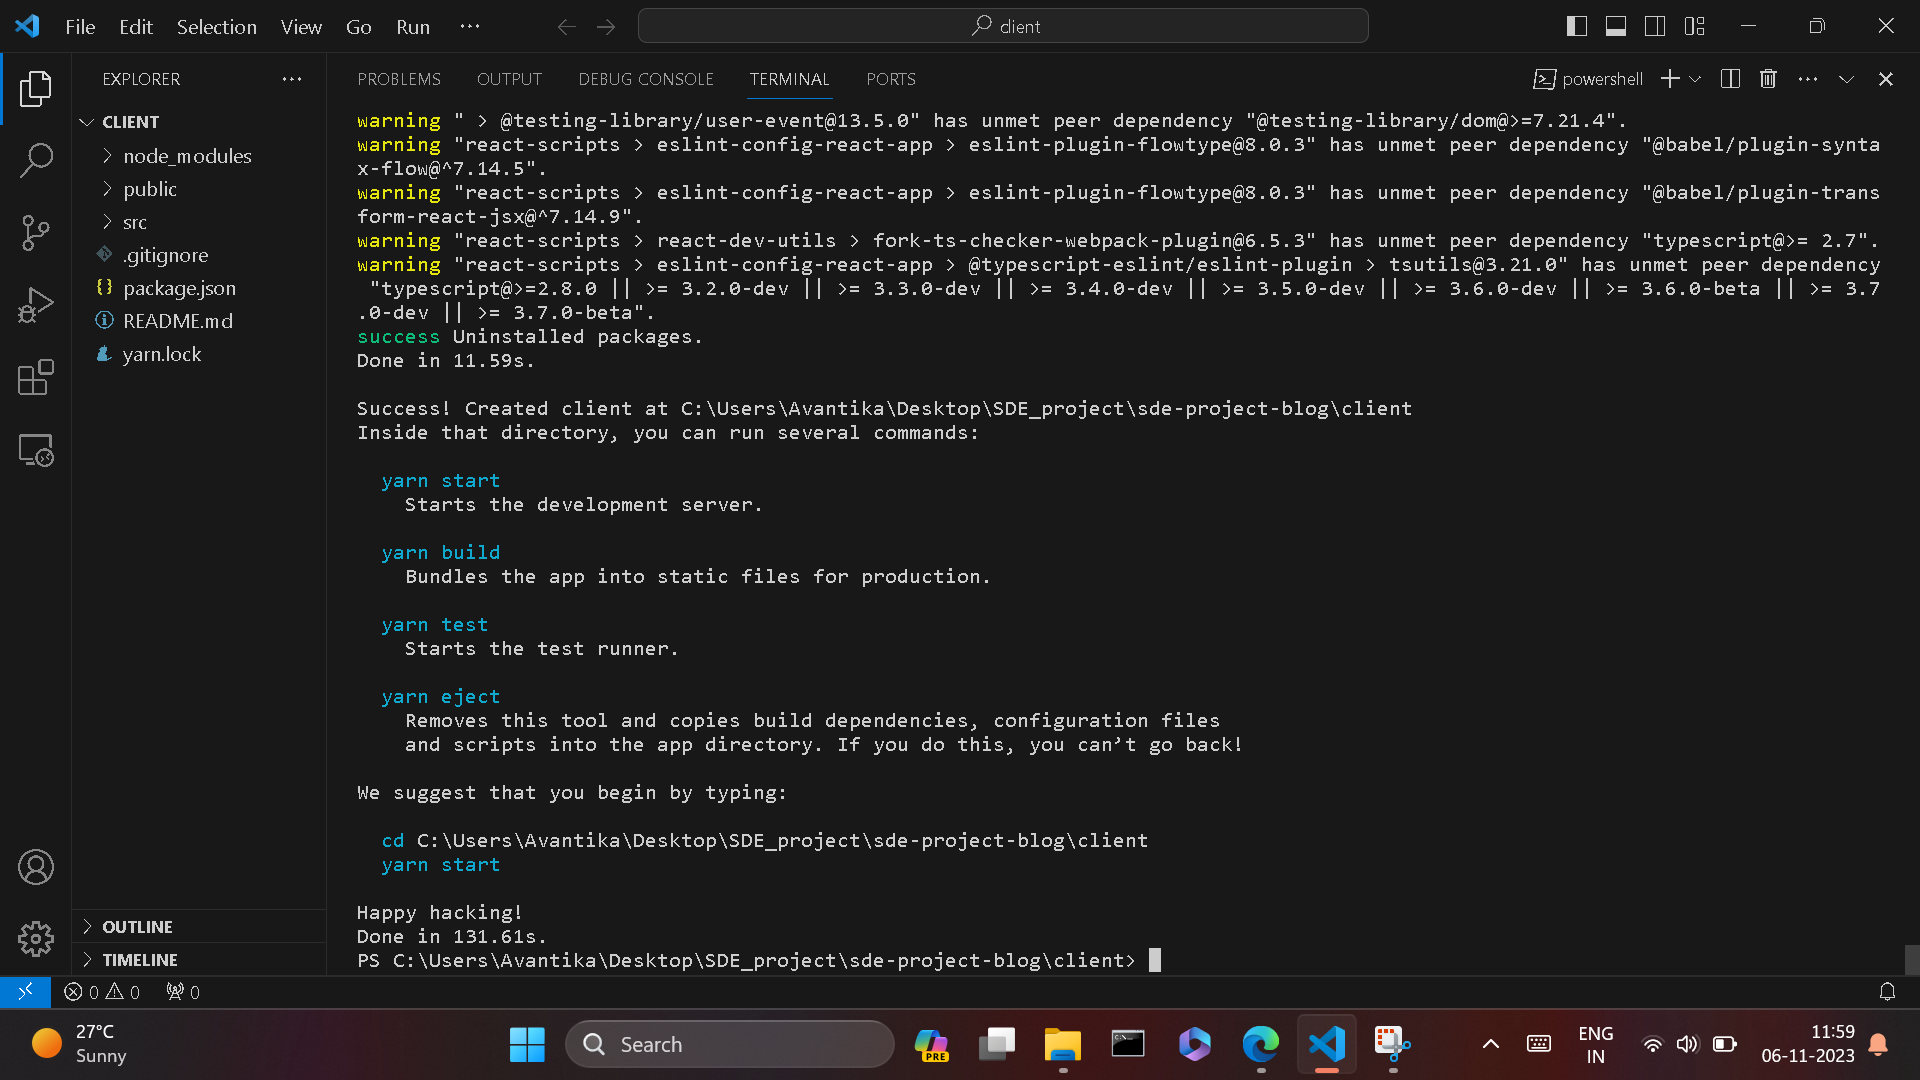 File Edit Selection View Go Run ··· client
EXPLORER ···
CLIENT
node_modules
public
src
.gitignore
package.json
README.md
yarn.lock
OUTLINE
TIMELINE
PROBLEMS OUTPUT DEBUG CONSOLE TERMINAL PORTS powershell
warning " > @testing-library/user-event@13.5.0" has unmet peer dependency "@testing-library/dom@>=7.21.4".
warning "react-scripts > eslint-config-react-app > eslint-plugin-flowtype@8.0.3" has unmet peer dependency "@babel/plugin-synta
x-flow@^7.14.5".
warning "react-scripts > eslint-config-react-app > eslint-plugin-flowtype@8.0.3" has unmet peer dependency "@babel/plugin-trans
form-react-jsx@^7.14.9".
warning "react-scripts > react-dev-utils > fork-ts-checker-webpack-plugin@6.5.3" has unmet peer dependency "typescript@>= 2.7".
warning "react-scripts > eslint-config-react-app > @typescript-eslint/eslint-plugin > tsutils@3.21.0" has unmet peer dependency
"typescript@>=2.8.0 || >= 3.2.0-dev || >= 3.3.0-dev || >= 3.4.0-dev || >= 3.5.0-dev || >= 3.6.0-dev || >= 3.6.0-beta || >= 3.7
.0-dev || >= 3.7.0-beta".
success Uninstalled packages.
Done in 11.59s.
Success! Created client at C:\Users\Avantika\Desktop\SDE_project\sde-project-blog\client
Inside that directory, you can run several commands:
yarn start
Starts the development server.
yarn build
Bundles the app into static files for production.
yarn test
Starts the test runner.
yarn eject
Removes this tool and copies build dependencies, configuration files
and scripts into the app directory. If you do this, you can’t go back!
We suggest that you begin by typing:
cd C:\Users\Avantika\Desktop\SDE_project\sde-project-blog\client
yarn start
Happy hacking!
Done in 131.61s.
PS C:\Users\Avantika\Desktop\SDE_project\sde-project-blog\client>
0 0 0
27°C
Sunny
Search
PRE
ENG
IN
11:59
06-11-2023